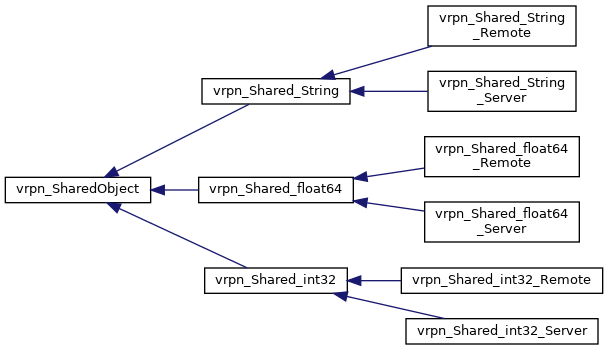 vrpn_Shared_String
_Remote
vrpn_Shared_String
vrpn_Shared_String
_Server
vrpn_Shared_float64
_Remote
vrpn_SharedObject
vrpn_Shared_float64
vrpn_Shared_float64
_Server
vrpn_Shared_int32
vrpn_Shared_int32_Remote
vrpn_Shared_int32_Server